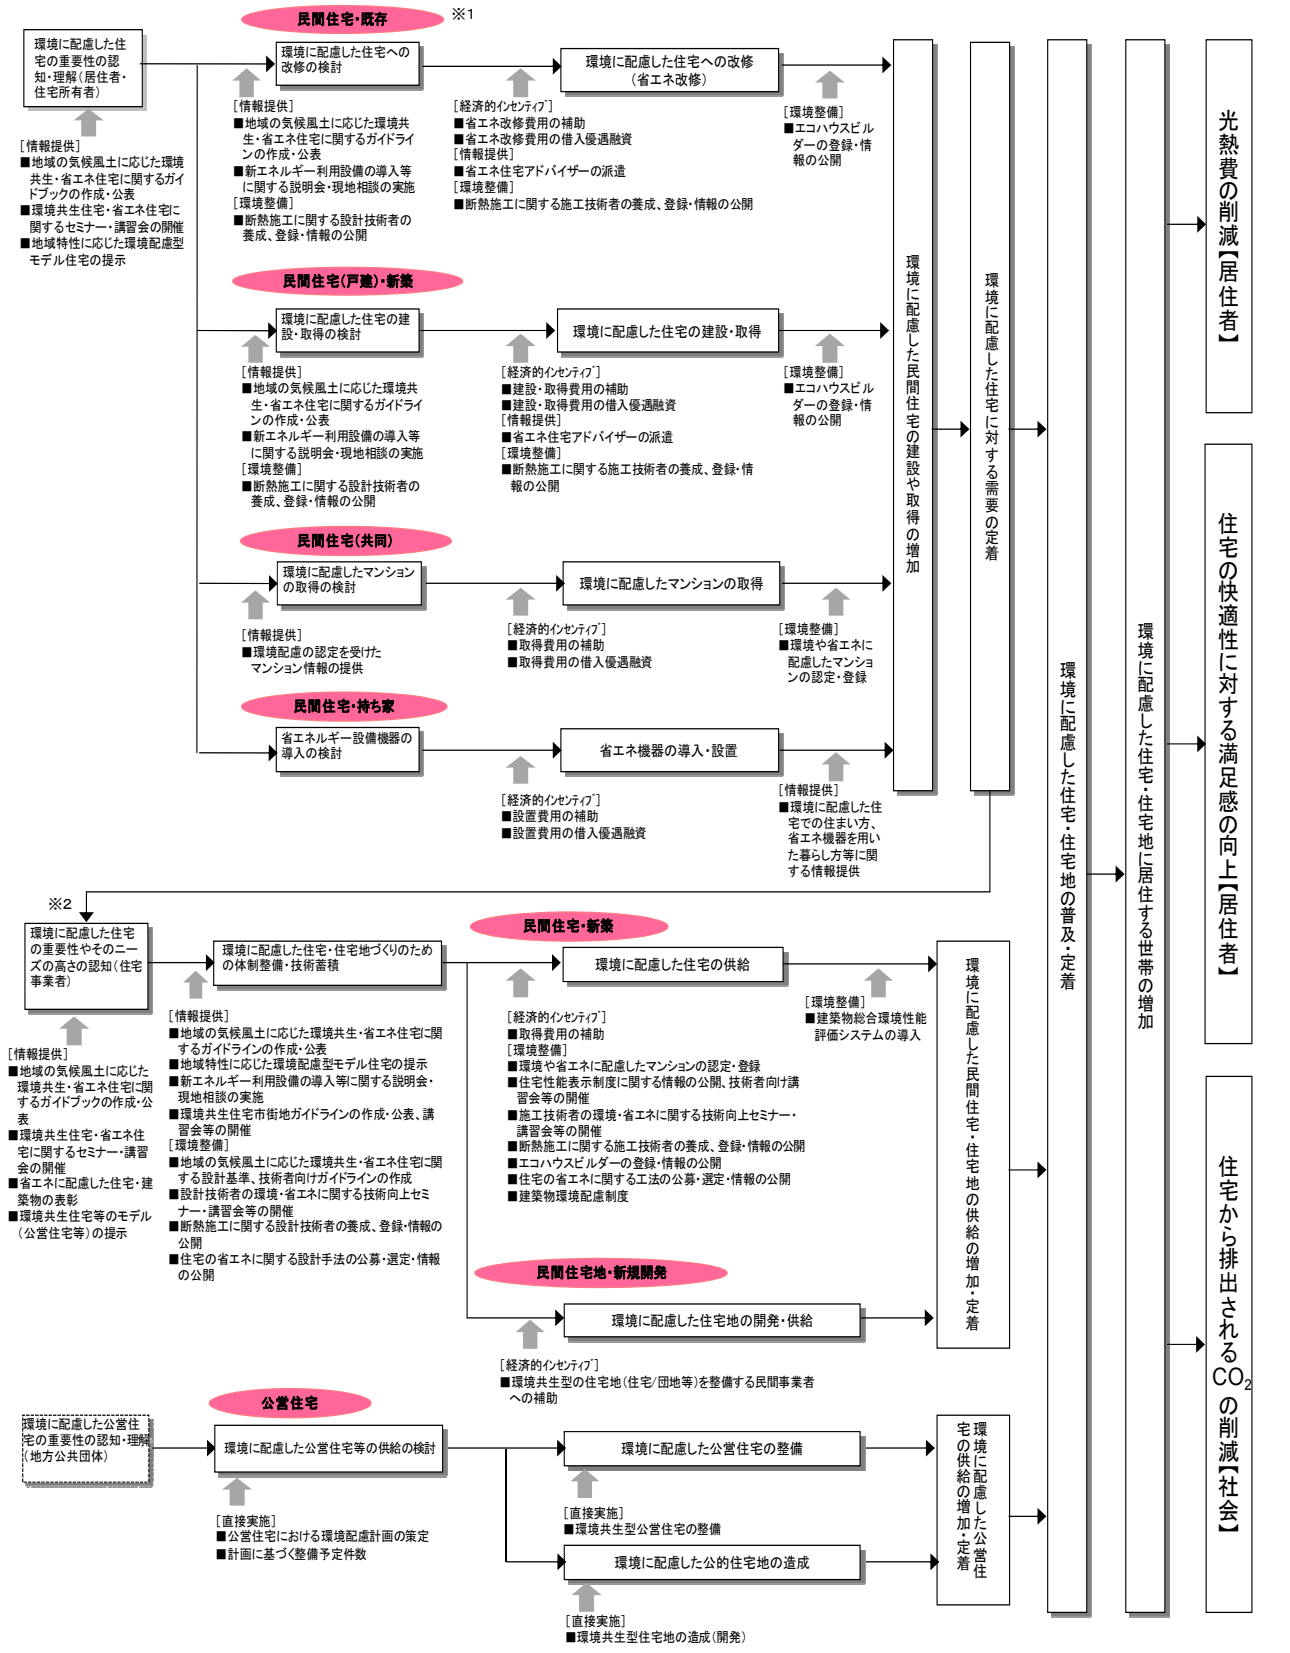 民間住宅・既存
※1
環境に配慮した住
宅の重要性の認
知・理解（居住者・
住宅所有者）
［情報提供］
■地域の気候風土に応じた環境
共生・省エネ住宅に関するガイ
ドブックの作成・公表
■環境共生住宅・省エネ住宅に
関するセミナー・講習会の開催
■地域特性に応じた環境配慮型
モデル住宅の提示
環境に配慮した住宅への
改修の検討
［情報提供］
■地域の気候風土に応じた環境共
生・省エネ住宅に関するガイドライ
ンの作成・公表
■新エネルギー利用設備の導入等
に関する説明会・現地相談の実施
［環境整備］
■断熱施工に関する設計技術者の
養成、登録・情報の公開
環境に配慮した住宅への改修
（省エネ改修）
［経済的インセンティブ］
■省エネ改修費用の補助
■省エネ改修費用の借入優遇融資
［情報提供］
■省エネ住宅アドバイザーの派遣
［環境整備］
■断熱施工に関する施工技術者の養成、登録・情報の公開
［環境整備］
■エコハウスビル
ダーの登録・情
報の公開
民間住宅（戸建）・新築
環境に配慮した住宅の建
設・取得の検討
［情報提供］
■地域の気候風土に応じた環境共
生・省エネ住宅に関するガイドライ
ンの作成・公表
■新エネルギー利用設備の導入等
に関する説明会・現地相談の実施
［環境整備］
■断熱施工に関する設計技術者の
養成、登録・情報の公開
環境に配慮した住宅の建設・取得
［経済的インセンティブ］
■建設・取得費用の補助
■建設・取得費用の借入優遇融資
［情報提供］
■省エネ住宅アドバイザーの派遣
［環境整備］
■断熱施工に関する施工技術者の養成、登録・情
報の公開
［環境整備］
■エコハウスビル
ダーの登録・情
報の公開
民間住宅（共同）
環境に配慮したマンション
の取得の検討
［情報提供］
■環境配慮の認定を受けた
マンション情報の提供
環境に配慮したマンションの取得
［経済的インセンティブ］
■取得費用の補助
■取得費用の借入優遇融資
［環境整備］
■環境や省エネに
配慮したマンショ
ンの認定・登録
民間住宅・持ち家
省エネルギー設備機器の
導入の検討
省エネ機器の導入・設置
［経済的インセンティブ］
■設置費用の補助
■設置費用の借入優遇融資
［情報提供］
■環境に配慮した住
宅での住まい方、
省エネ機器を用い
た暮らし方等に関
する情報提供
環境に配慮した民間住宅の建設や取得の増加
環境に配慮した住宅に対する需要の定着
※2
環境に配慮した住宅
の重要性やそのニー
ズの高さの認知（住宅
事業者）
［情報提供］
■地域の気候風土に応じた
環境共生・省エネ住宅に関
するガイドブックの作成・公
表
■環境共生住宅・省エネ住
宅に関するセミナー・講習
会の開催
■省エネに配慮した住宅・建
築物の表彰
■環境共生住宅等のモデル
（公営住宅等）の提示
環境に配慮した住宅・住宅地づくりのため
の体制整備・技術蓄積
［情報提供］
■地域の気候風土に応じた環境共生・省エネ住宅に関
するガイドラインの作成・公表
■地域特性に応じた環境配慮型モデル住宅の提示
■新エネルギー利用設備の導入等に関する説明会・
現地相談の実施
■環境共生住宅市街地ガイドラインの作成・公表、講
習会等の開催
［環境整備］
■地域の気候風土に応じた環境共生・省エネ住宅に関
する設計基準、技術者向けガイドラインの作成
■設計技術者の環境・省エネに関する技術向上セミ
ナー・講習会等の開催
■断熱施工に関する設計技術者の養成、登録・情報の
公開
■住宅の省エネに関する設計手法の公募・選定・情報
の公開
民間住宅・新築
環境に配慮した住宅の供給
［経済的インセンティブ］
■取得費用の補助
［環境整備］
■環境や省エネに配慮したマンションの認定・登録
■住宅性能表示制度に関する情報の公開、技術者向け講
習会等の開催
■施工技術者の環境・省エネに関する技術向上セミナー・
講習会等の開催
■断熱施工に関する施工技術者の養成、登録・情報の公開
■エコハウスビルダーの登録・情報の公開
■住宅の省エネに関する工法の公募・選定・情報の公開
■建築物環境配慮制度
［環境整備］
■建築物総合環境性能
評価システムの導入
民間住宅地・新規開発
環境に配慮した住宅地の開発・供給
［経済的インセンティブ］
■環境共生型の住宅地（住宅/団地等）を整備する民間事業者
への補助
環境に配慮した民間住宅・住宅地の供給の増加・定着
公営住宅
環境に配慮した公営住
宅の重要性の認知・理解
（地方公共団体）
環境に配慮した公営住宅等の供給の検討
［直接実施］
■公営住宅における環境配慮計画の策定
■計画に基づく整備予定件数
環境に配慮した公営住宅の整備
［直接実施］
■環境共生型公営住宅の整備
環境に配慮した公的住宅地の造成
［直接実施］
■環境共生型住宅地の造成（開発）
環境に配慮した公営住
宅の供給の増加・定着
環境に配慮した住宅・住宅地の普及・定着
環境に配慮した住宅・住宅地に居住する世帯の増加
光熱費の削減【居住者】
住宅の快適性に対する満足感の向上【居住者】
住宅から排出されるCO2の削減【社会】